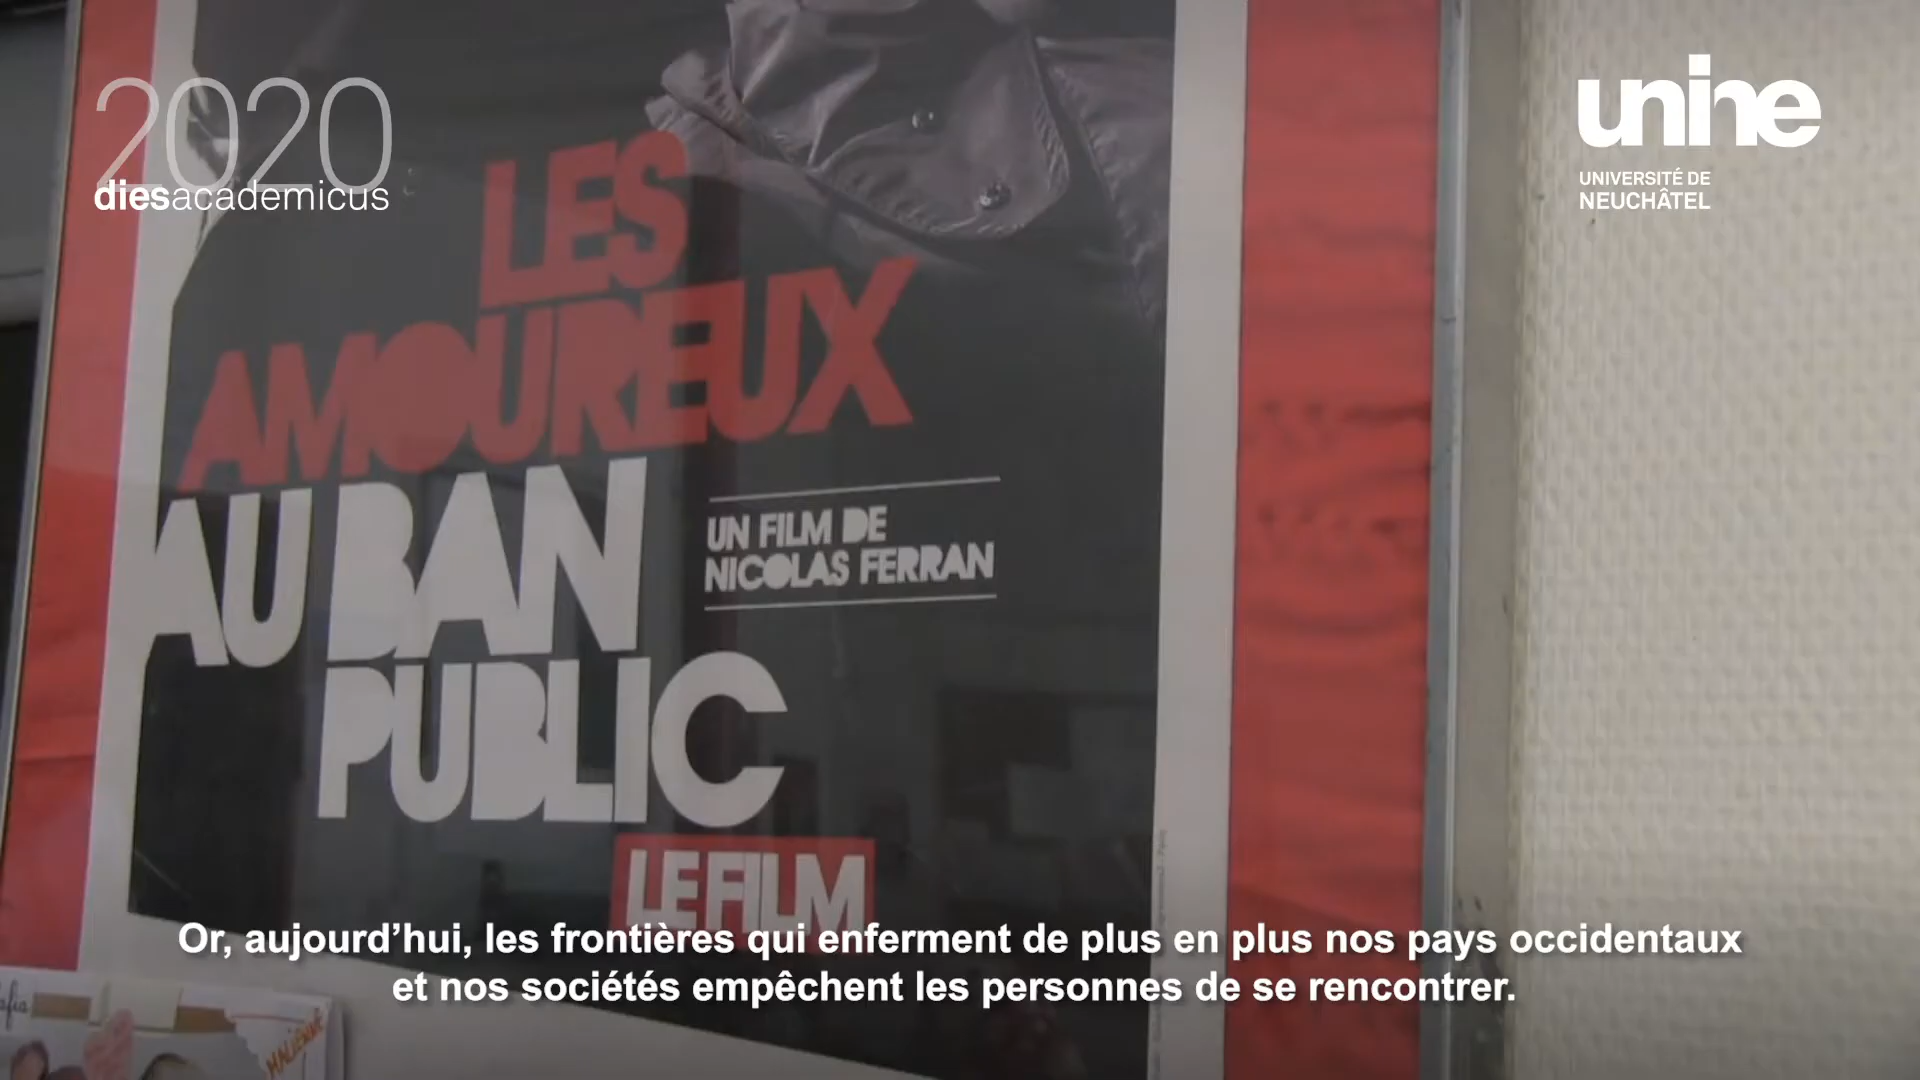 2020
diesacademicus
unine
UNIVERSITÉ DE
NEUCHÂTEL
LES
AMOUREUX
AU BAN
PUBLIC
UN FILM DE
NICOLAS FERRAN
LE FILM
Or, aujourd’hui, les frontières qui enferment de plus en plus nos pays occidentaux
et nos sociétés empêchent les personnes de se rencontrer.